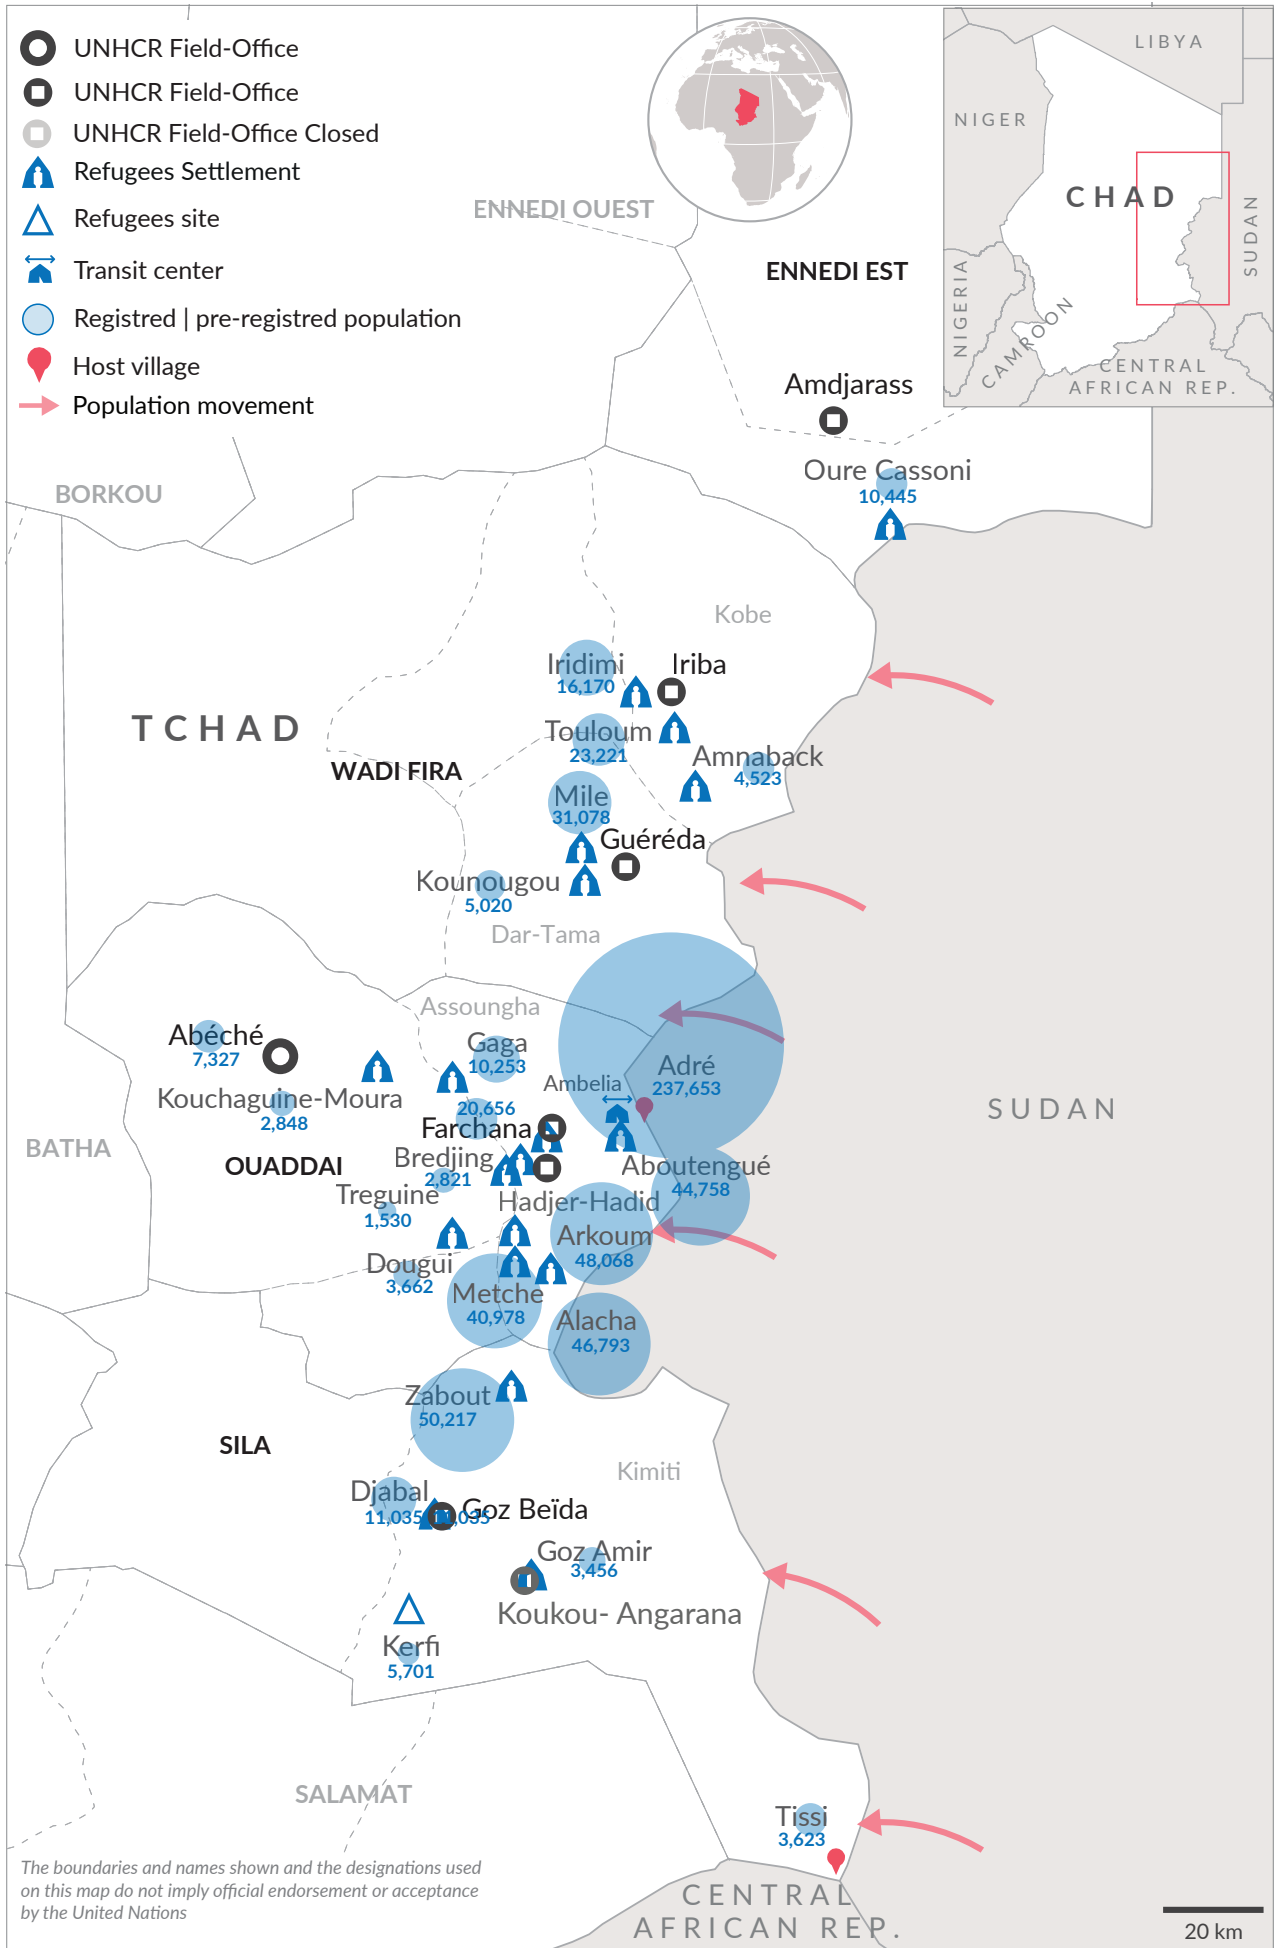 UNHCR Field-Office
UNHCR Field-Office
UNHCR Field-Office Closed
Refugees Settlement
Refugees site
Transit center
Registred | pre-registred population
Host village
Population movement
LIBYA
NIGER
CHAD
SUDAN
NIGERIA
CAMROON
CENTRAL
AFRICAN REP.
ENNEDI OUEST
ENNEDI EST
Amdjarass
Oure Cassoni
10,445
BORKOU
Kobe
Iridimi
16,170
Iriba
TCHAD
Touloum
23,221
Amnaback
4,523
WADI FIRA
Mile
31,078
Guéréda
Kounougou
5,020
Dar-Tama
Assoungha
Abéché
7,327
Gaga
10,253
Adré
237,653
Ambelia
Kouchaguine-Moura
2,848
20,656
Farchana
SUDAN
BATHA
OUADDAI
Bredjing
2,821
Aboutengué
44,758
Treguine
1,530
Hadjer-Hadid
Arkoum
48,068
Dougui
3,662
Metche
40,978
Alacha
46,793
Zabout
50,217
SILA
Kimiti
Djabal
11,035
11,035
Goz Beïda
Goz Amir
3,456
Koukou- Angarana
Kerfi
5,701
SALAMAT
Tissi
3,623
The boundaries and names shown and the designations used
on this map do not imply official endorsement or acceptance
by the United Nations
CENTRAL
AFRICAN REP.
20 km